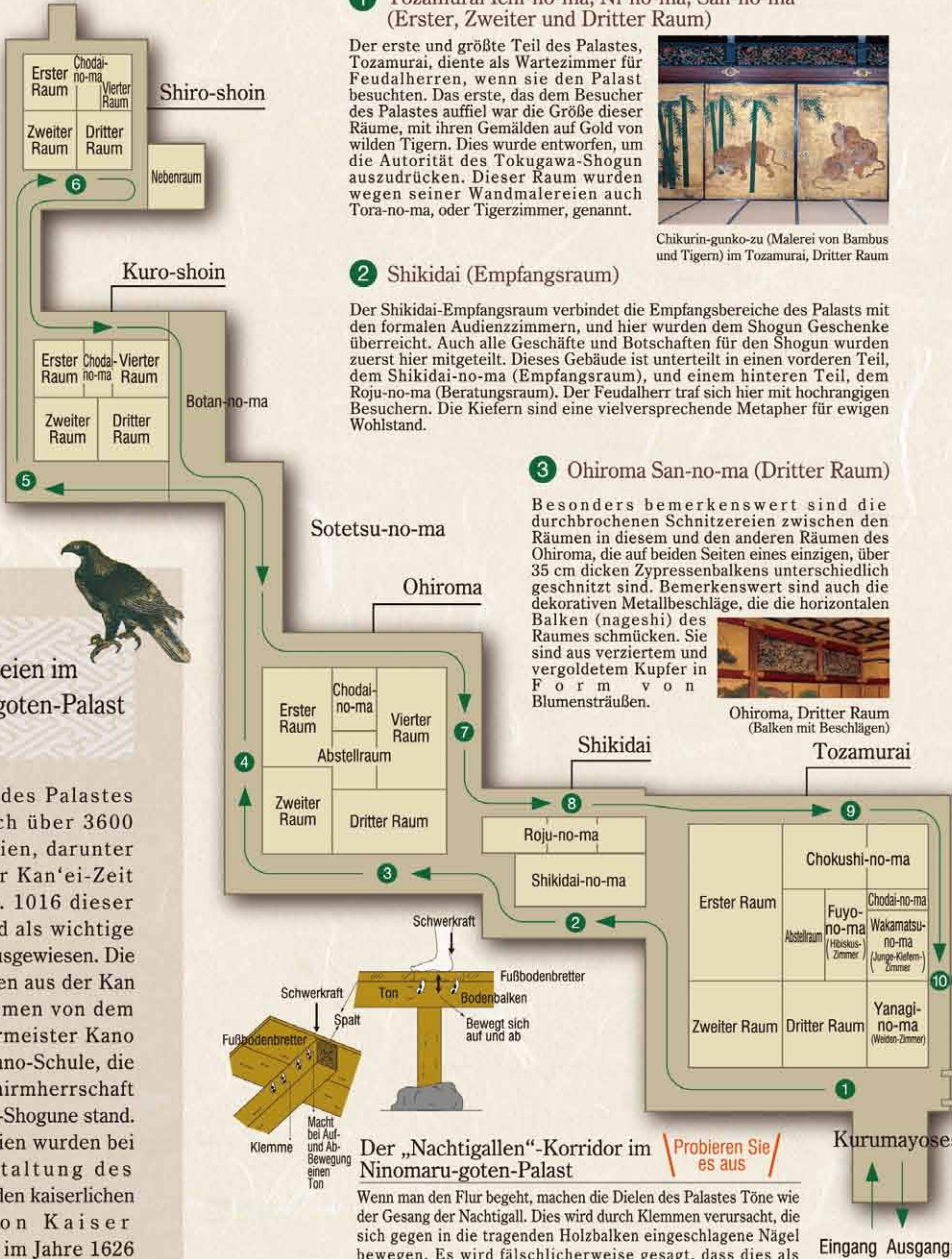 1 Tozamurai Ichi-no-ma, Ni-no-ma, San-no-ma
(Erster, Zweiter und Dritter Raum)
Der erste und größte Teil des Palastes,
Tozamurai, diente als Wartezimmer für
Feudalherren, wenn sie den Palast
besuchten. Das erste, das dem Besucher
des Palastes auffiel war die Größe dieser
Räume, mit ihren Gemälden auf Gold von
wilden Tigern. Dies wurde entworfen, um
die Autorität des Tokugawa-Shogun
auszudrücken. Dieser Raum wurden
wegen seiner Wandmalereien auch
Tora-no-ma, oder Tigerzimmer, genannt.
Chikurin-gunko-zu (Malerei von Bambus
und Tigern) im Tozamurai, Dritter Raum
2 Shikidai (Empfangsraum)
Der Shikidai-Empfangsraum verbindet die Empfangsbereiche des Palasts mit
den formalen Audienzzimmern, und hier wurden dem Shogun Geschenke
überreicht. Auch alle Geschäfte und Botschaften für den Shogun wurden
zuerst hier mitgeteilt. Dieses Gebäude ist unterteilt in einen vorderen Teil,
dem Shikidai-no-ma (Empfangsraum), und einem hinteren Teil, dem
Roju-no-ma (Beratungsraum). Der Feudalherr traf sich hier mit hochrangigen
Besuchern. Die Kiefern sind eine vielversprechende Metapher für ewigen
Wohlstand.
3 Ohiroma San-no-ma (Dritter Raum)
Besonders bemerkenswert sind die
durchbrochenen Schnitzereien zwischen den
Räumen in diesem und den anderen Räumen des
Ohiroma, die auf beiden Seiten eines einzigen, über
35 cm dicken Zypressenbalkens unterschiedlich
geschnitzt sind. Bemerkenswert sind auch die
dekorativen Metallbeschläge, die die horizontalen
Balken (nageshi) des
Raumes schmücken. Sie
sind aus verziertem und
vergoldetem Kupfer in
Form von
Blumensträußen.
Ohiroma, Dritter Raum
(Balken mit Beschlägen)
Shiro-shoin
Erster
Raum
Chodai-
no-ma
Vierter
Raum
Zweiter
Raum
Dritter
Raum
Nebenraum
6
Kuro-shoin
Erster
Raum
Chodai-
no-ma
Vierter
Raum
Zweiter
Raum
Dritter
Raum
Botan-no-ma
5
Sotetsu-no-ma
Ohiroma
Erster
Raum
Chodai-
no-ma
Vierter
Raum
Abstellraum
Zweiter
Raum
Dritter Raum
7
4
3
Shikidai
8
Roju-no-ma
Shikidai-no-ma
2
Tozamurai
9
Erster Raum
Chokushi-no-ma
Abstellraum
Fuyo-
no-ma
(Hibiskus-
Zimmer)
Chodai-no-ma
Wakamatsu-
no-ma
(Junge-Kiefern-)
Zimmer
Zweiter Raum
Dritter Raum
Yanagi-
no-ma
(Weiden-Zimmer)
10
1
Kurumayose
Eingang Ausgang
eien im
goten-Palast
des Palastes
ch über 3600
ien, darunter
r Kan'ei-Zeit
. 1016 dieser
d als wichtige
usgewiesen. Die
en aus der Kan
men von dem
rmeister Kano
no-Schule, die
hirmherrschaft
-Shogune stand.
ien wurden bei
taltung des
den kaiserlichen
on Kaiser
im Jahre 1626
Schwerkraft
Fußbodenbretter
Ton
Bodenbalken
Bewegt sich
auf und ab
Schwerkraft
Spalt
Fußbodenbretter
Klemme
Macht
bei Auf-
und Ab-
Bewegung
einen
Ton
Der „Nachtigallen“-Korridor im
Ninomaru-goten-Palast
Probieren Sie
es aus
Wenn man den Flur begeht, machen die Dielen des Palastes Töne wie
der Gesang der Nachtigall. Dies wird durch Klemmen verursacht, die
sich gegen in die tragenden Holzbalken eingeschlagene Nägel
bewegen. Es wird fälschlicherweise gesagt, dass dies als